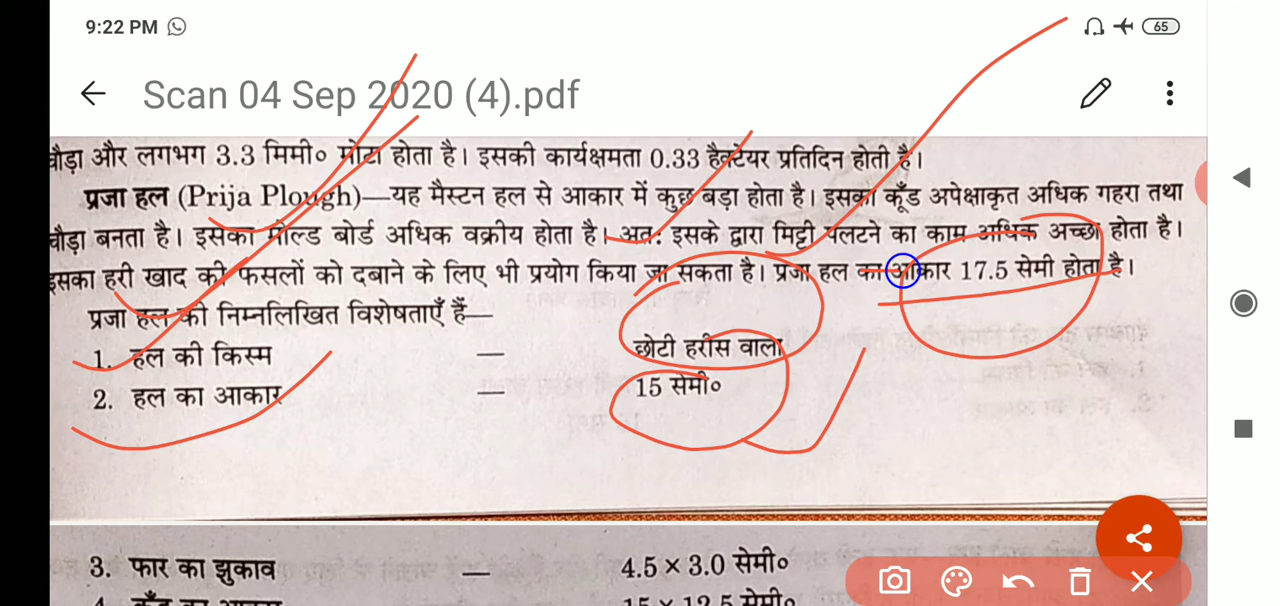 9:22 PM
65
Scan 04 Sep 2020 (4).pdf
चौड़ा और लगभग 3.3 मिमी० मोटा होता है। इसकी कार्यक्षमता 0.33 हैक्टेयर प्रतिदिन होती है।
प्रजा हल (Prija Plough)—यह मैस्टन हल से आकार में कुछ बड़ा होता है। इसका कूँड अपेक्षाकृत अधिक गहरा तथा
चौड़ा बनता है। इसका मोल्ड बोर्ड अधिक वक्रीय होता है। अतः इसके द्वारा मिट्टी पलटने का काम अधिक अच्छा होता है।
इसका हरी खाद की फसलों को दबाने के लिए भी प्रयोग किया जा सकता है। प्रजा हल का आकार 17.5 सेमी होता है।
प्रजा हल की निम्नलिखित विशेषताएँ हैं—
1. हल की किस्म — छोटी हरीस वाला
2. हल का आकार — 15 सेमी०
3. फार का झुकाव — 4.5 × 3.0 सेमी०